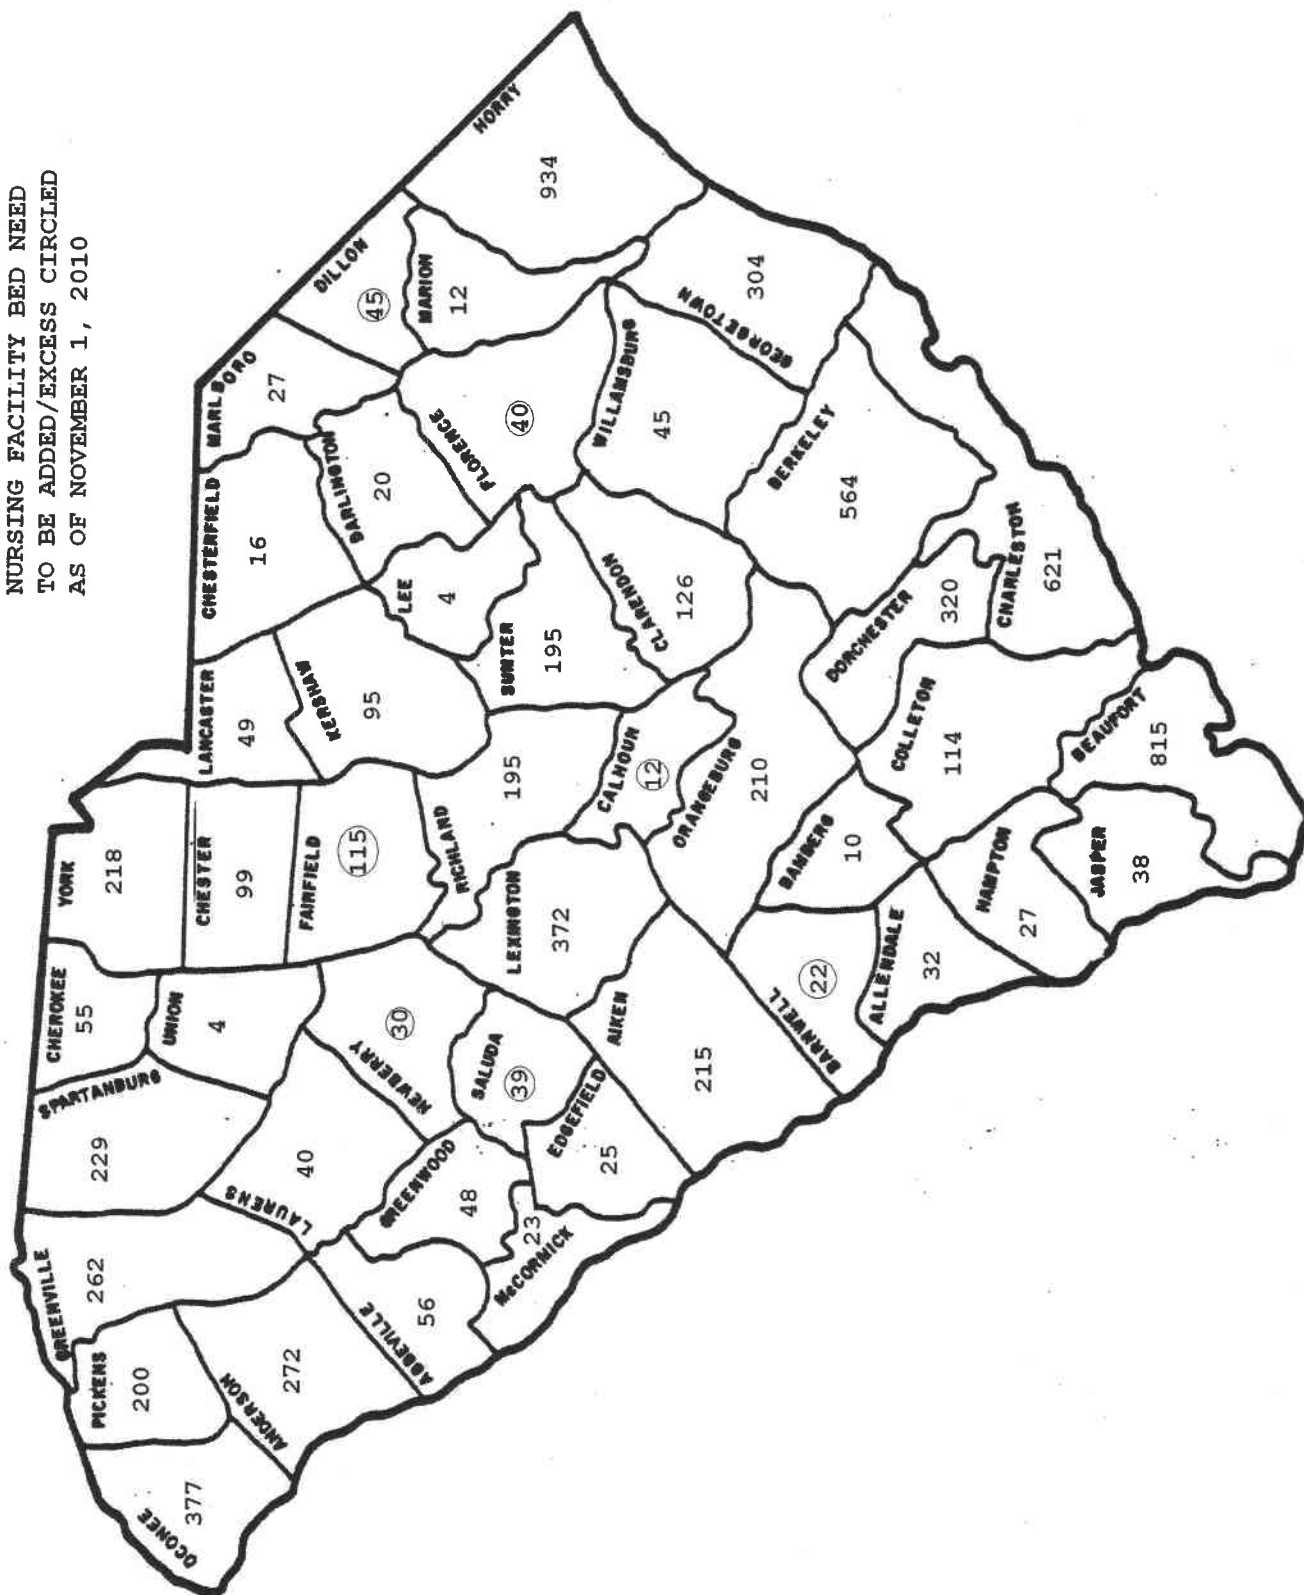 NURSING FACILITY BED NEED
TO BE ADDED/EXCESS CIRCLED
AS OF NOVEMBER 1, 2010
OCONEE
377
PICKENS
200
GREENVILLE
262
ANDERSON
272
SPARTANBURG
229
CHEROKEE
55
YORK
218
UNION
4
CHESTER
99
LANCASTER
49
CHESTERFIELD
16
MARLBORO
27
LAURENS
40
ABBEVILLE
56
GREENWOOD
48
NEWBERRY
30
FAIRFIELD
115
KERSHAW
95
DARLINGTON
20
DILLON
45
LEE
4
FLORENCE
40
MARION
12
HORRY
934
McCORMICK
23
SALUDA
39
EDGEFIELD
25
LEXINGTON
372
RICHLAND
195
SUMTER
195
AIKEN
215
CALHOUN
12
CLARENDON
126
WILLAMSBURG
45
GEORGETOWN
304
ORANGEBURG
210
BARNWELL
22
BAMBERG
10
BERKELEY
564
DORCHESTER
320
ALLENDALE
32
COLLETON
114
CHARLESTON
621
HAMPTON
27
JASPER
38
BEAUFORT
815